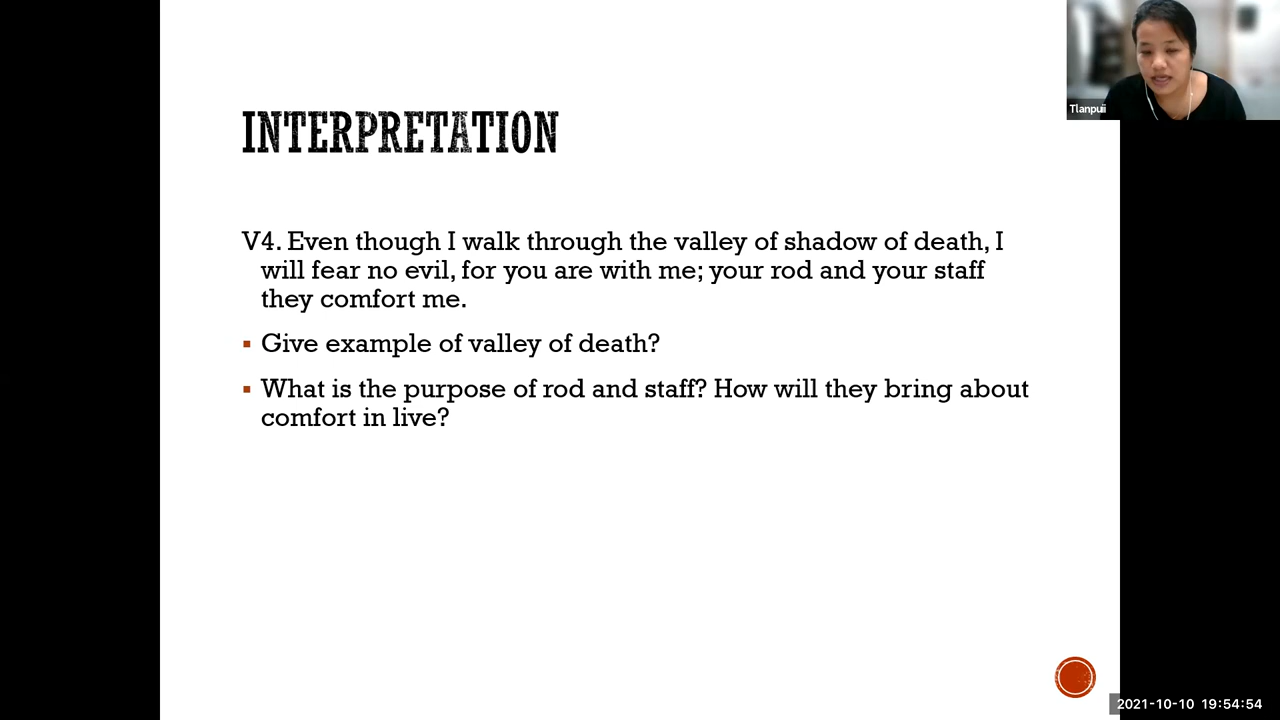 Tlanpuii
INTERPRETATION
V4. Even though I walk through the valley of shadow of death, I
will fear no evil, for you are with me; your rod and your staff
they comfort me.
▪ Give example of valley of death?
▪ What is the purpose of rod and staff? How will they bring about
comfort in live?
2021-10-10 19:54:54